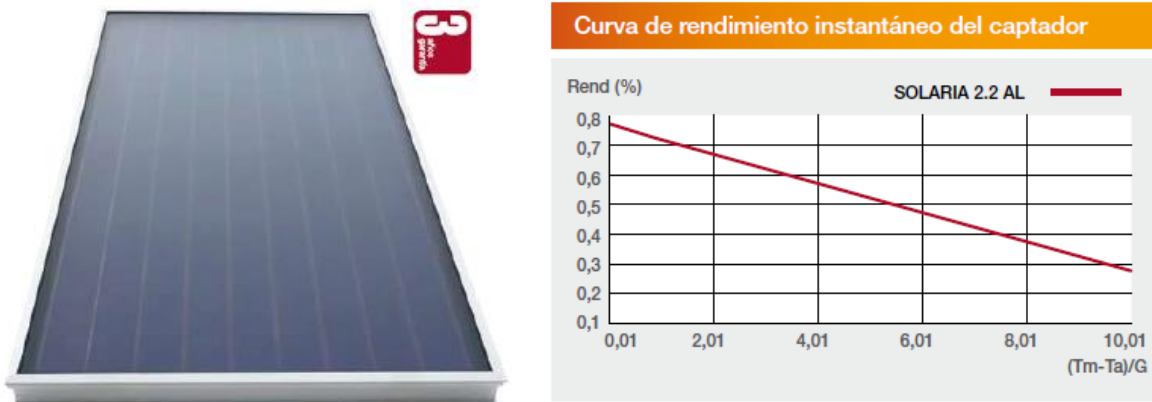 3
años
garantía
Curva de rendimiento instantáneo del captador
Rend (%)
SOLARIA 2.2 AL
0,8
0,7
0,6
0,5
0,4
0,3
0,2
0,1
0,01 2,01 4,01 6,01 8,01 10,01
(Tm-Ta)/G